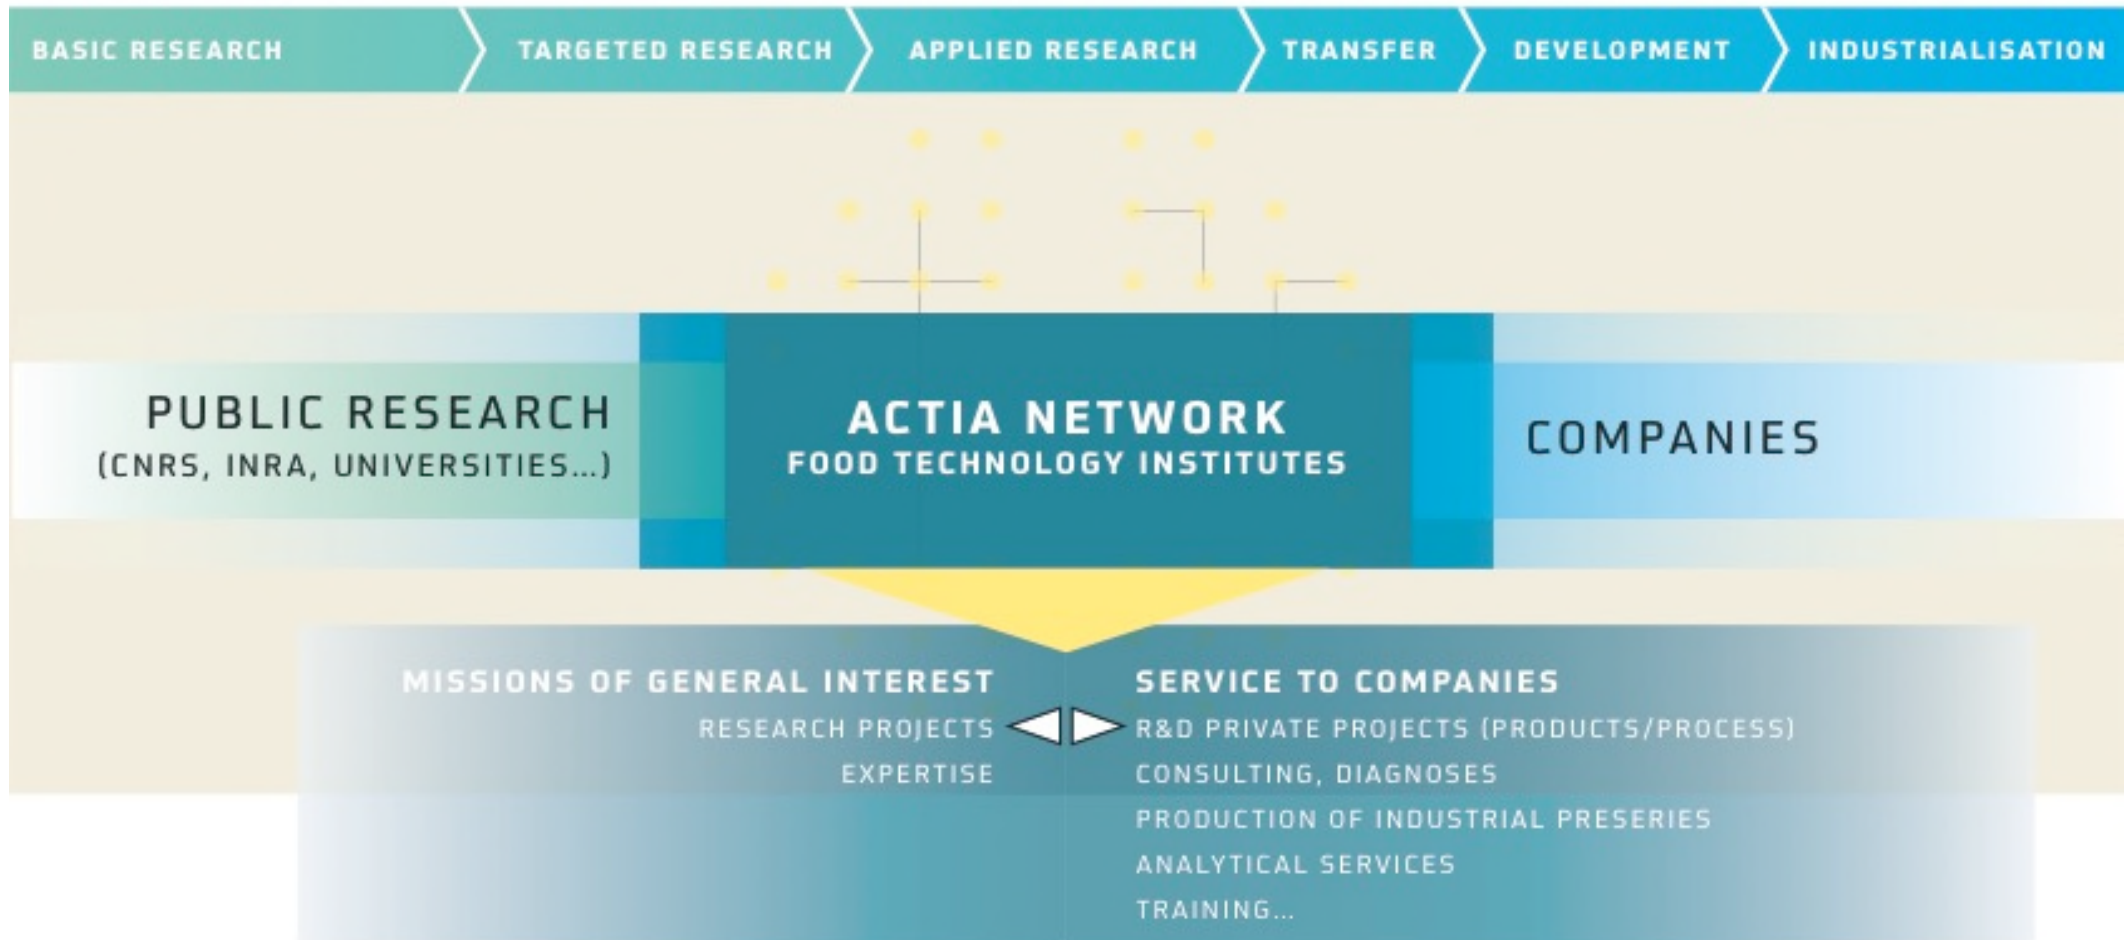 BASIC RESEARCH
TARGETED RESEARCH
APPLIED RESEARCH
TRANSFER
DEVELOPMENT
INDUSTRIALISATION
PUBLIC RESEARCH
(CNRS, INRA, UNIVERSITIES...)
ACTIA NETWORK
FOOD TECHNOLOGY INSTITUTES
COMPANIES
MISSIONS OF GENERAL INTEREST
RESEARCH PROJECTS
EXPERTISE
SERVICE TO COMPANIES
R&D PRIVATE PROJECTS (PRODUCTS/PROCESS)
CONSULTING, DIAGNOSES
PRODUCTION OF INDUSTRIAL PRESERIES
ANALYTICAL SERVICES
TRAINING...